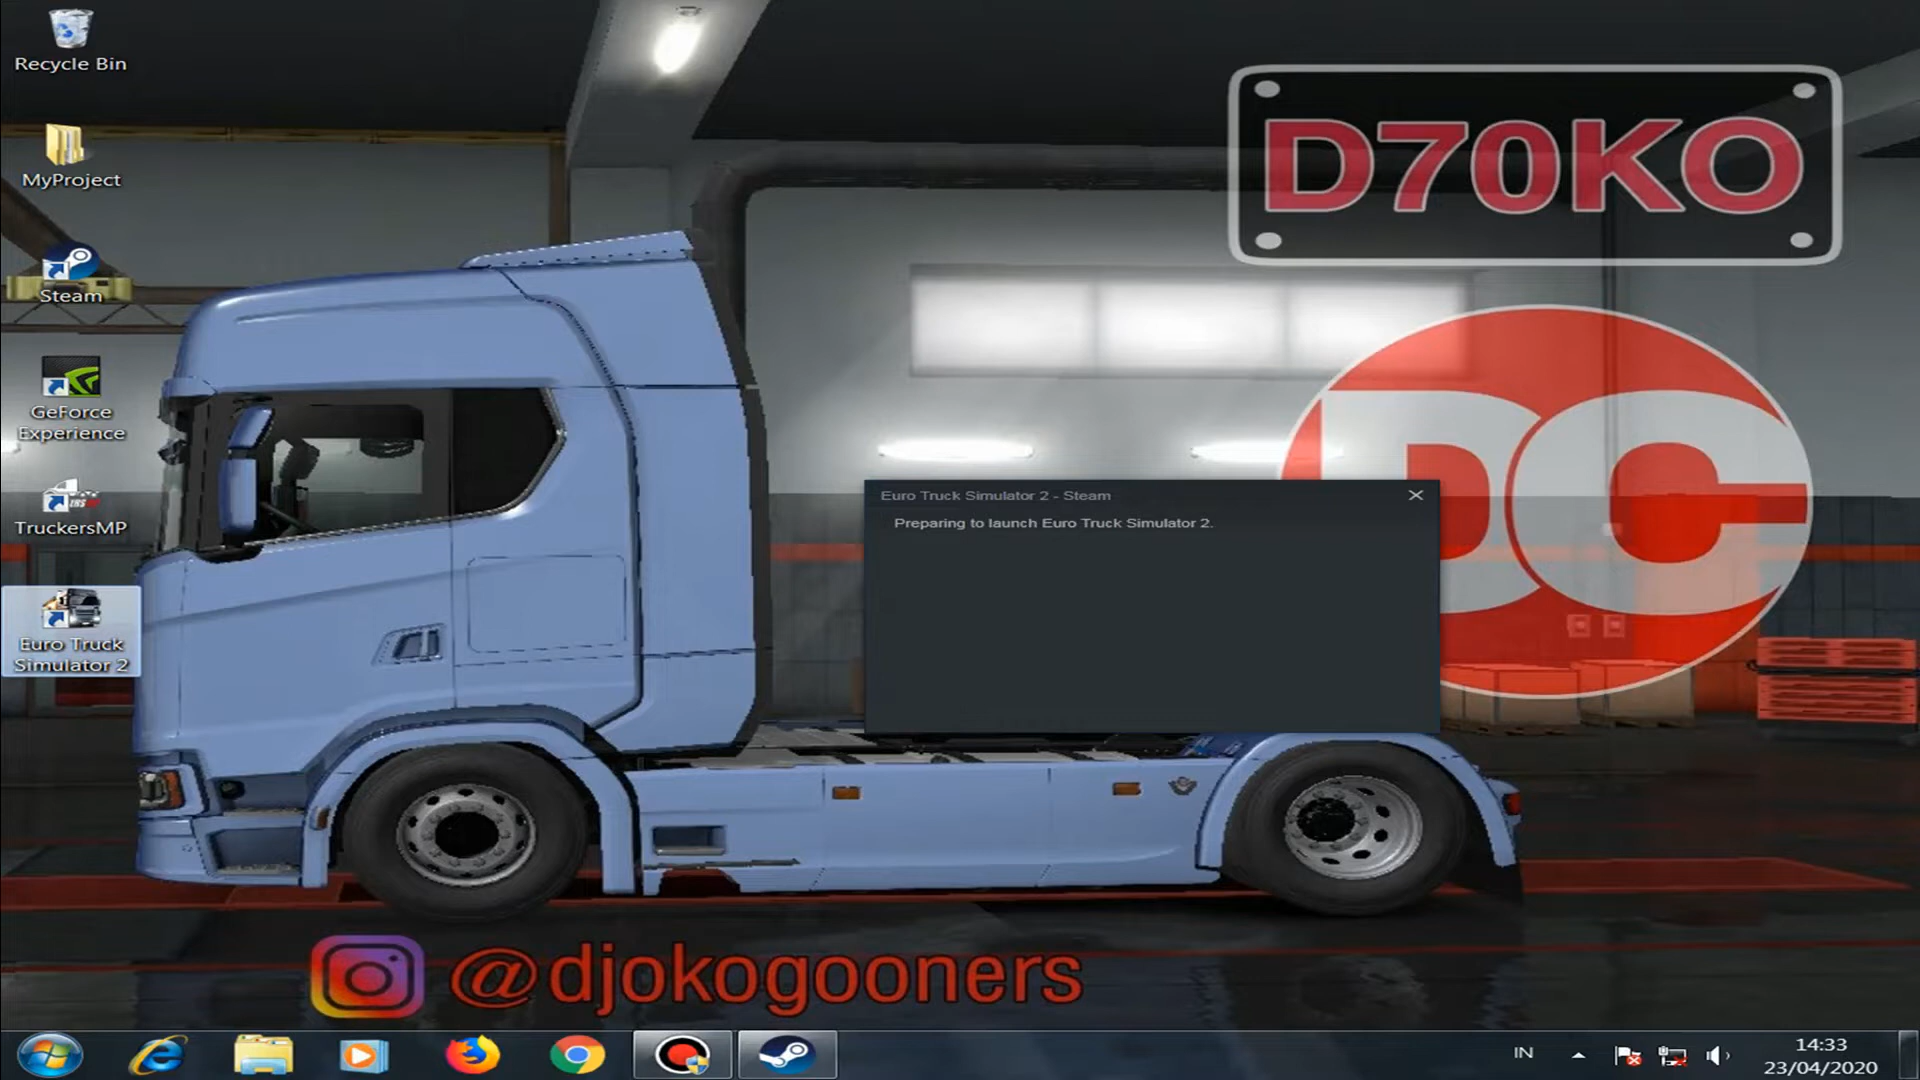 Recycle Bin
MyProject
Steam
GeForce
Experience
TruckersMP
Euro Truck
Simulator 2
D70KO
DC
Euro Truck Simulator 2 - Steam
Preparing to launch Euro Truck Simulator 2.
@djokogooners
IN
14:33
23/04/2020